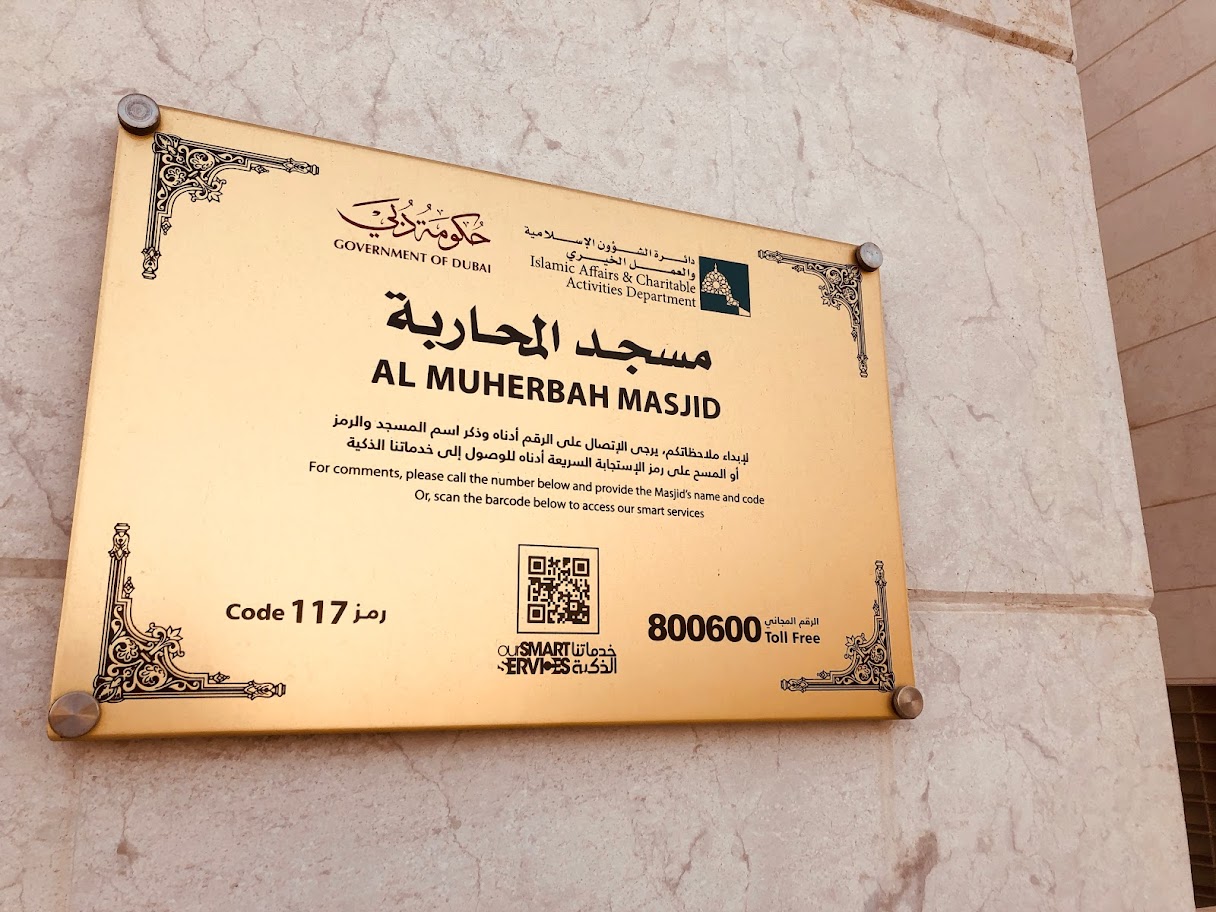 حكومة دبي
GOVERNMENT OF DUBAI
دائرة الشؤون الإسلامية
والعمل الخيري
Islamic Affairs & Charitable
Activities Department
مسجد المحاربة
AL MUHERBAH MASJID
لإبداء ملاحظاتكم، يرجى الإتصال على الرقم أدناه وذكر اسم المسجد والرمز
أو المسح على رمز الإستجابة السريعة أدناه للوصول إلى خدماتنا الذكية
For comments, please call the number below and provide the Masjid's name and code
Or, scan the barcode below to access our smart services
Code 117 رمز
ourSMART خدماتنا
SERVICES الذكية
800600
الرقم المجاني
Toll Free